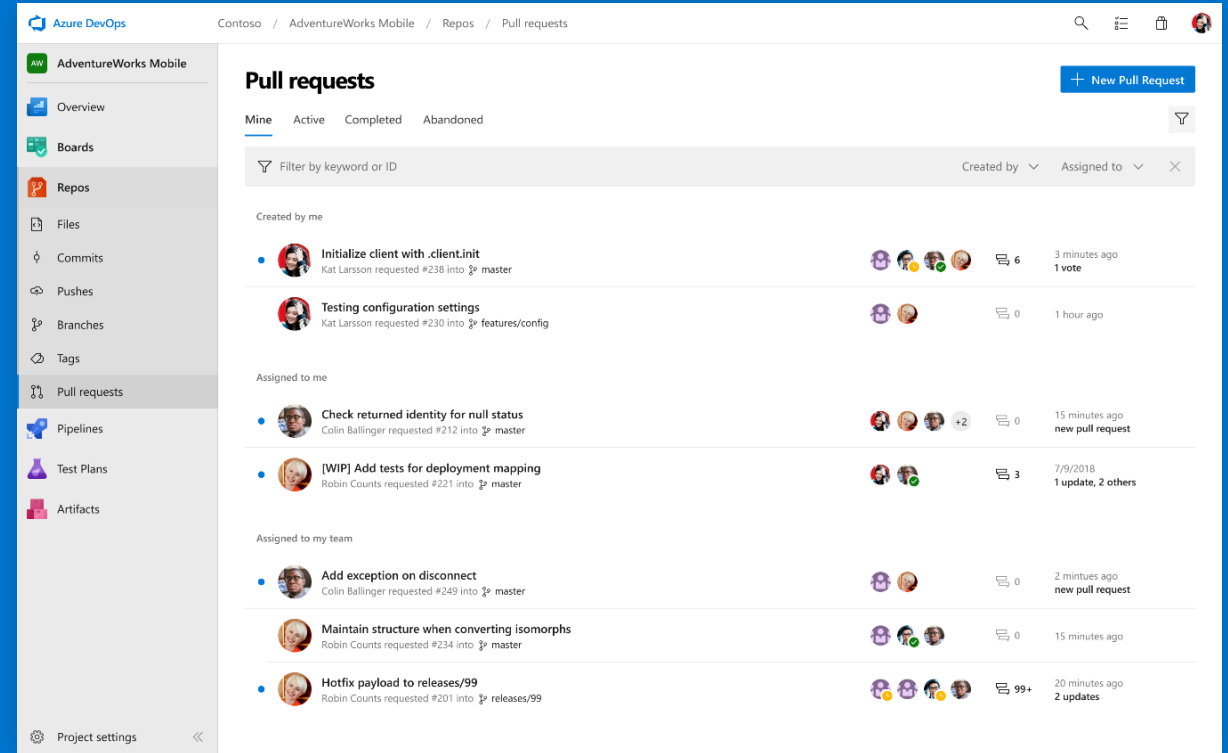 Azure DevOps
Contoso / AdventureWorks Mobile / Repos / Pull requests
AW AdventureWorks Mobile
Overview
Boards
Repos
Files
Commits
Pushes
Branches
Tags
Pull requests
Pipelines
Test Plans
Artifacts
Project settings
Pull requests
New Pull Request
Mine Active Completed Abandoned
Filter by keyword or ID Created by Assigned to
Created by me
Initialize client with .client.init
Kat Larsson requested #238 into master
6
3 minutes ago
1 vote
Testing configuration settings
Kat Larsson requested #230 into features/config
0
1 hour ago
Assigned to me
Check returned identity for null status
Colin Ballinger requested #212 into master
+2
0
15 minutes ago
new pull request
[WIP] Add tests for deployment mapping
Robin Counts requested #221 into master
3
7/9/2018
1 update, 2 others
Assigned to my team
Add exception on disconnect
Colin Ballinger requested #249 into master
0
2 mintues ago
new pull request
Maintain structure when converting isomorphs
Robin Counts requested #234 into master
0
15 minutes ago
Hotfix payload to releases/99
Robin Counts requested #201 into releases/99
99+
20 minutes ago
2 updates